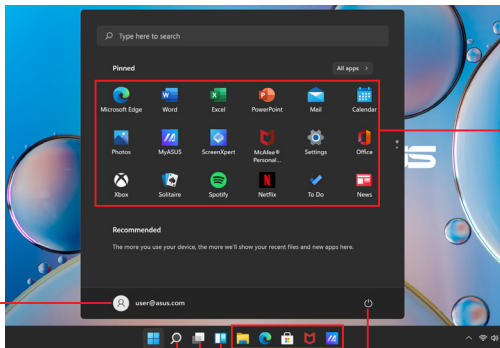 Type here to search
Pinned
All apps >
Microsoft Edge Word Excel PowerPoint Mail Calendar
Photos MyASUS ScreenXpert McAfee® Personal... Settings Office
Xbox Solitaire Spotify Netflix To Do News
Recommended
The more you use your device, the more we'll show your recent files and new apps here.
user@asus.com